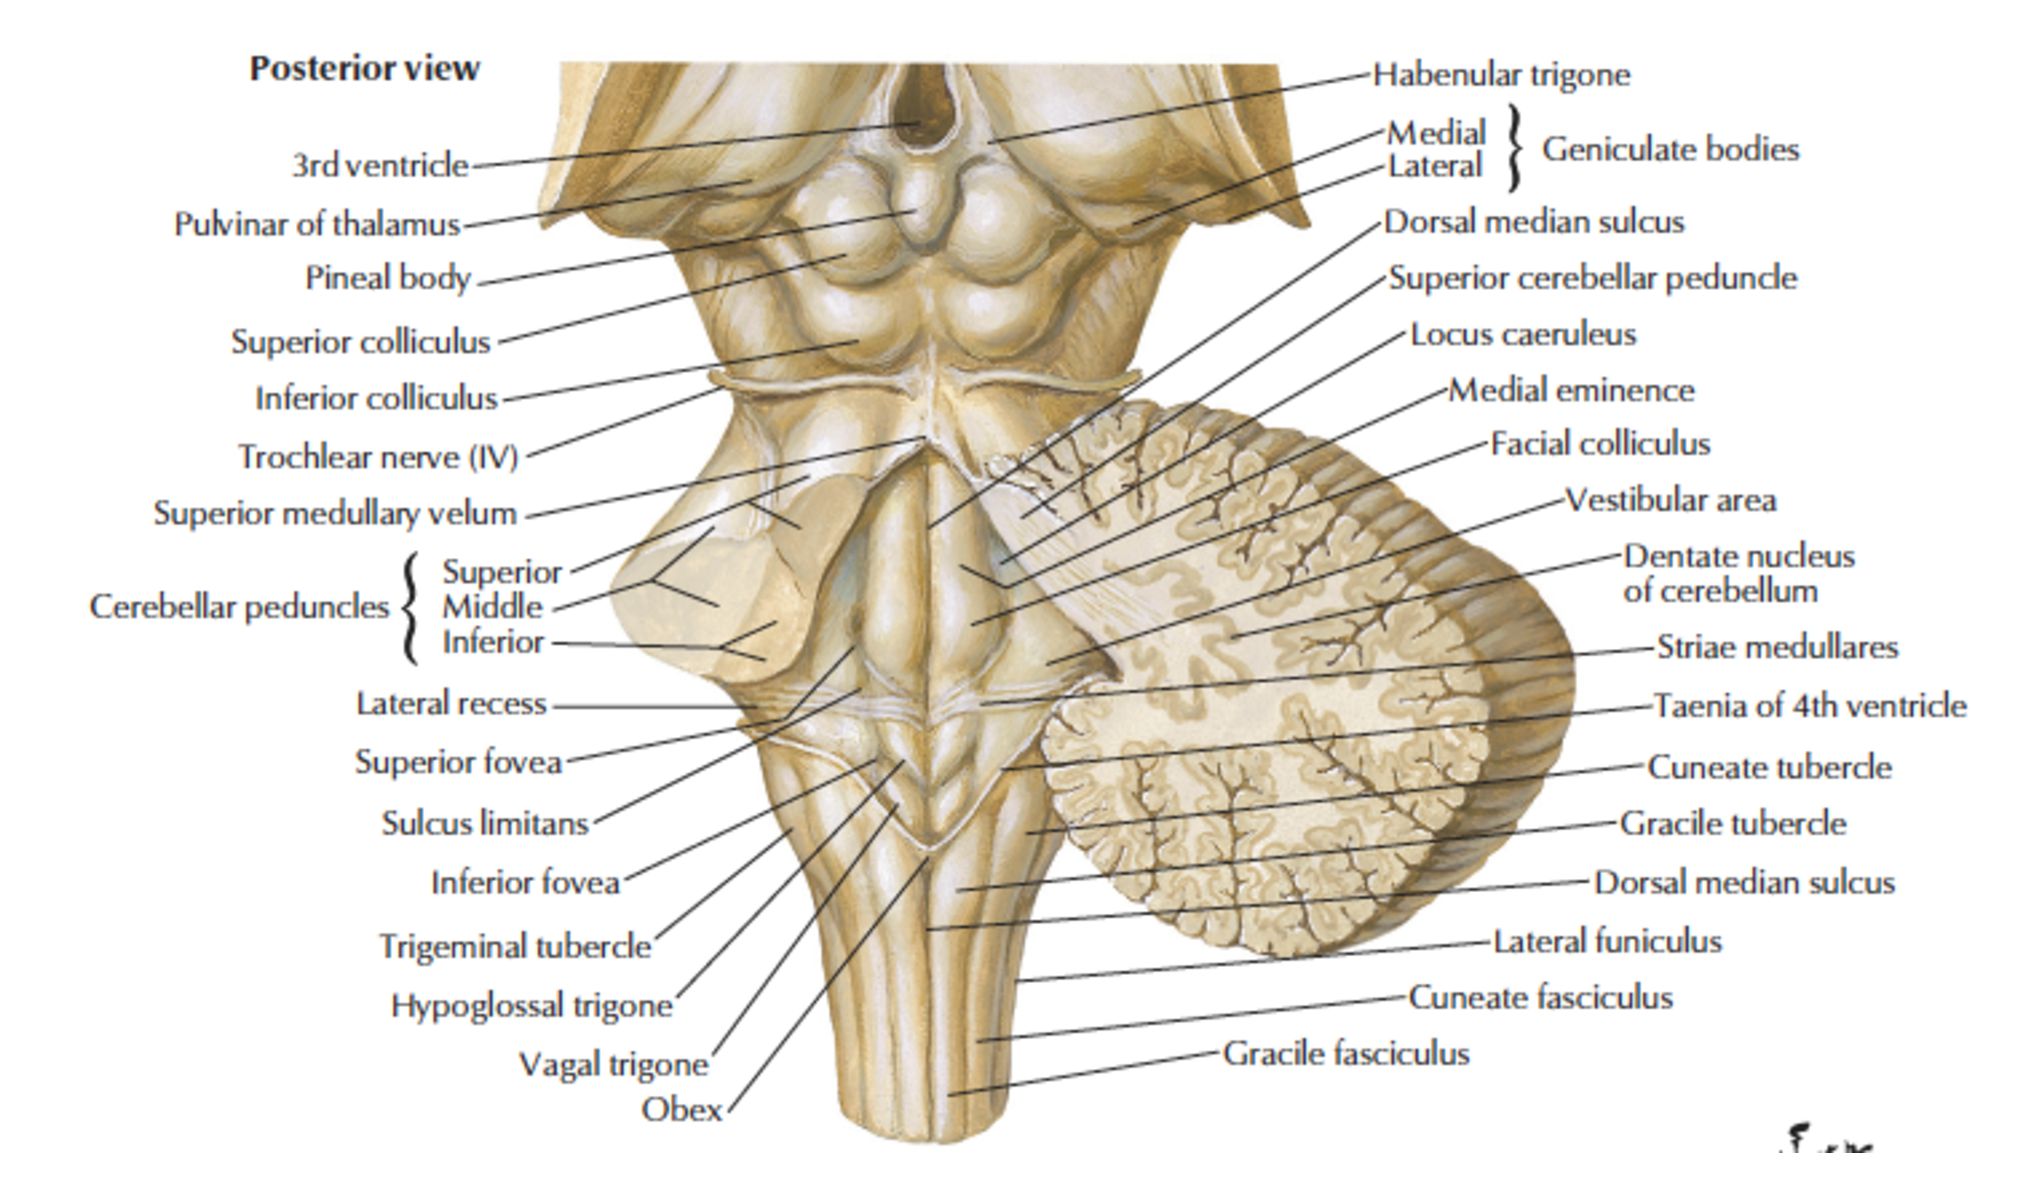 Posterior view
3rd ventricle
Pulvinar of thalamus
Pineal body
Superior colliculus
Inferior colliculus
Trochlear nerve (IV)
Superior medullary velum
Cerebellar peduncles
Superior
Middle
Inferior
Lateral recess
Superior fovea
Sulcus limitans
Inferior fovea
Trigeminal tubercle
Hypoglossal trigone
Vagal trigone
Obex
Habenular trigone
Medial
Lateral
Geniculate bodies
Dorsal median sulcus
Superior cerebellar peduncle
Locus caeruleus
Medial eminence
Facial colliculus
Vestibular area
Dentate nucleus
of cerebellum
Striae medullares
Taenia of 4th ventricle
Cuneate tubercle
Gracile tubercle
Dorsal median sulcus
Lateral funiculus
Cuneate fasciculus
Gracile fasciculus